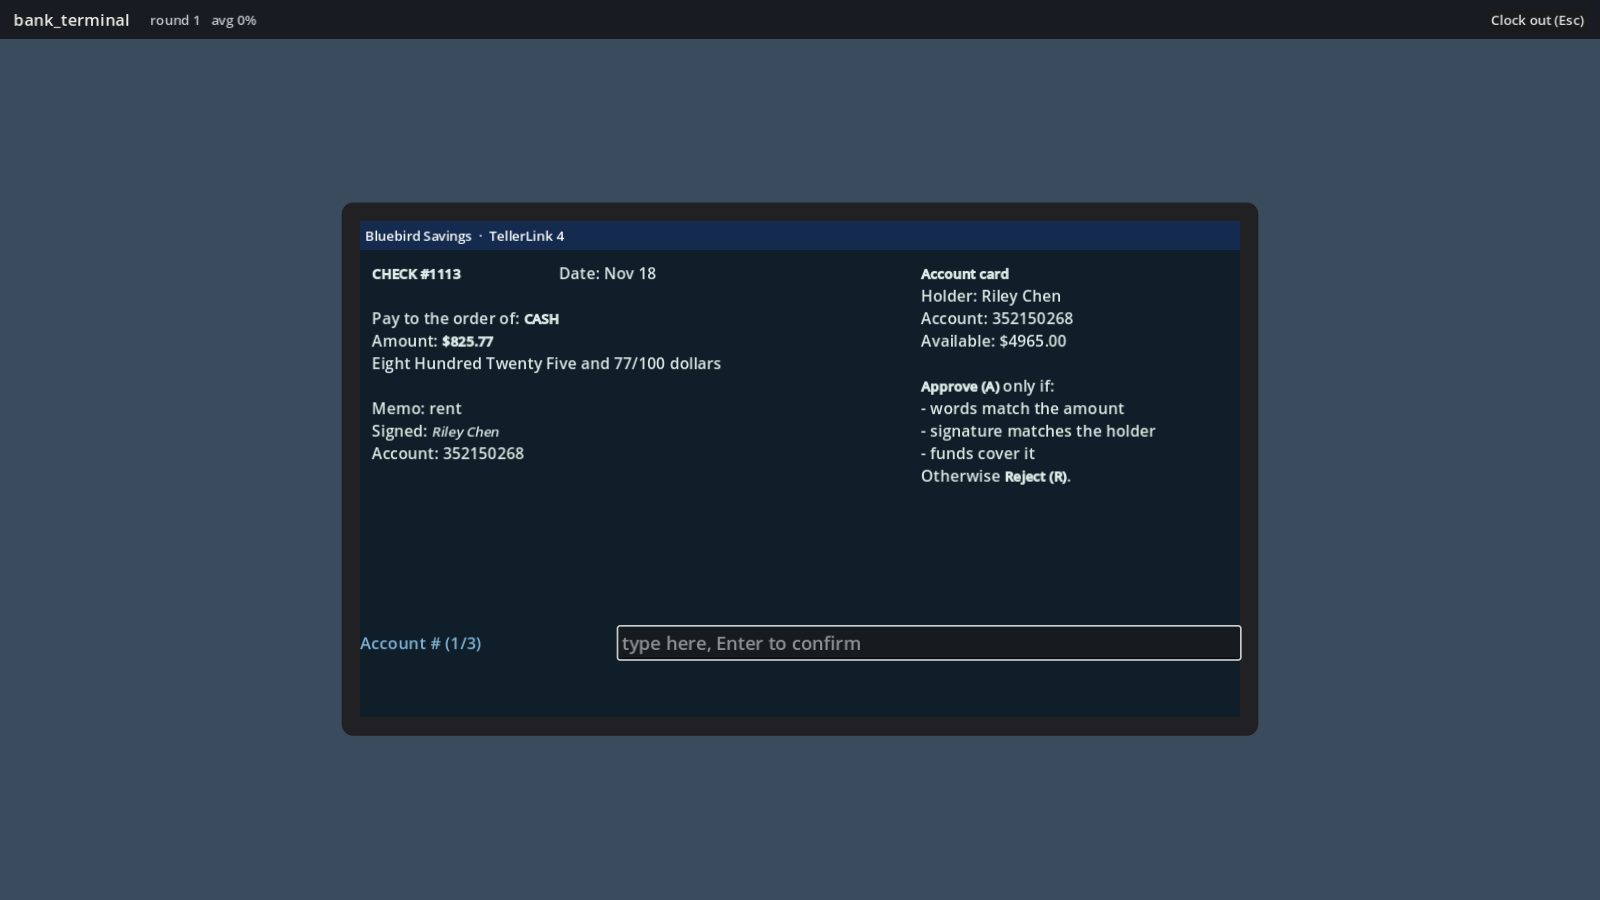 bank_terminal round 1 avg 0% Clock out (Esc)
Bluebird Savings · TellerLink 4
CHECK #1113 Date: Nov 18
Pay to the order of: CASH
Amount: $825.77
Eight Hundred Twenty Five and 77/100 dollars
Memo: rent
Signed: Riley Chen
Account: 352150268
Account card
Holder: Riley Chen
Account: 352150268
Available: $4965.00
Approve (A) only if:
- words match the amount
- signature matches the holder
- funds cover it
Otherwise Reject (R).
Account # (1/3) type here, Enter to confirm